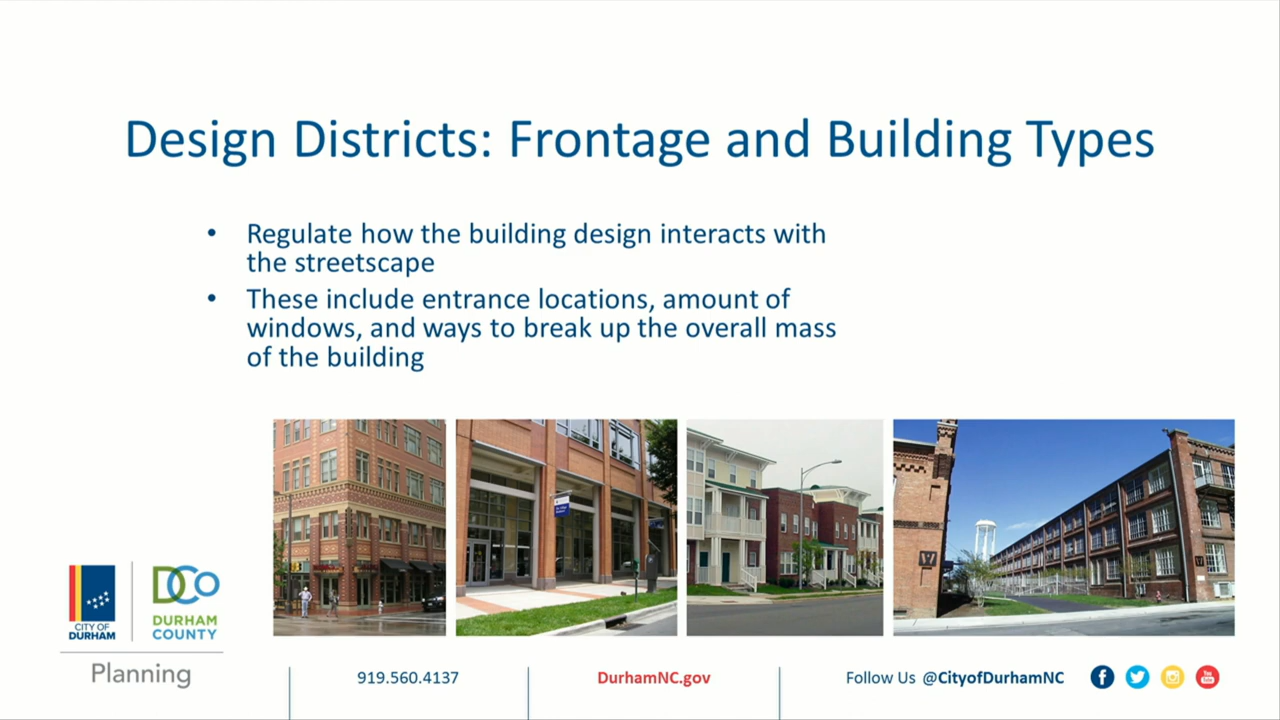 Design Districts: Frontage and Building Types
• Regulate how the building design interacts with
the streetscape
• These include entrance locations, amount of
windows, and ways to break up the overall mass
of the building
CITY OF
DURHAM
DCO
DURHAM
COUNTY
Planning
919.560.4137
DurhamNC.gov
Follow Us @CityofDurhamNC